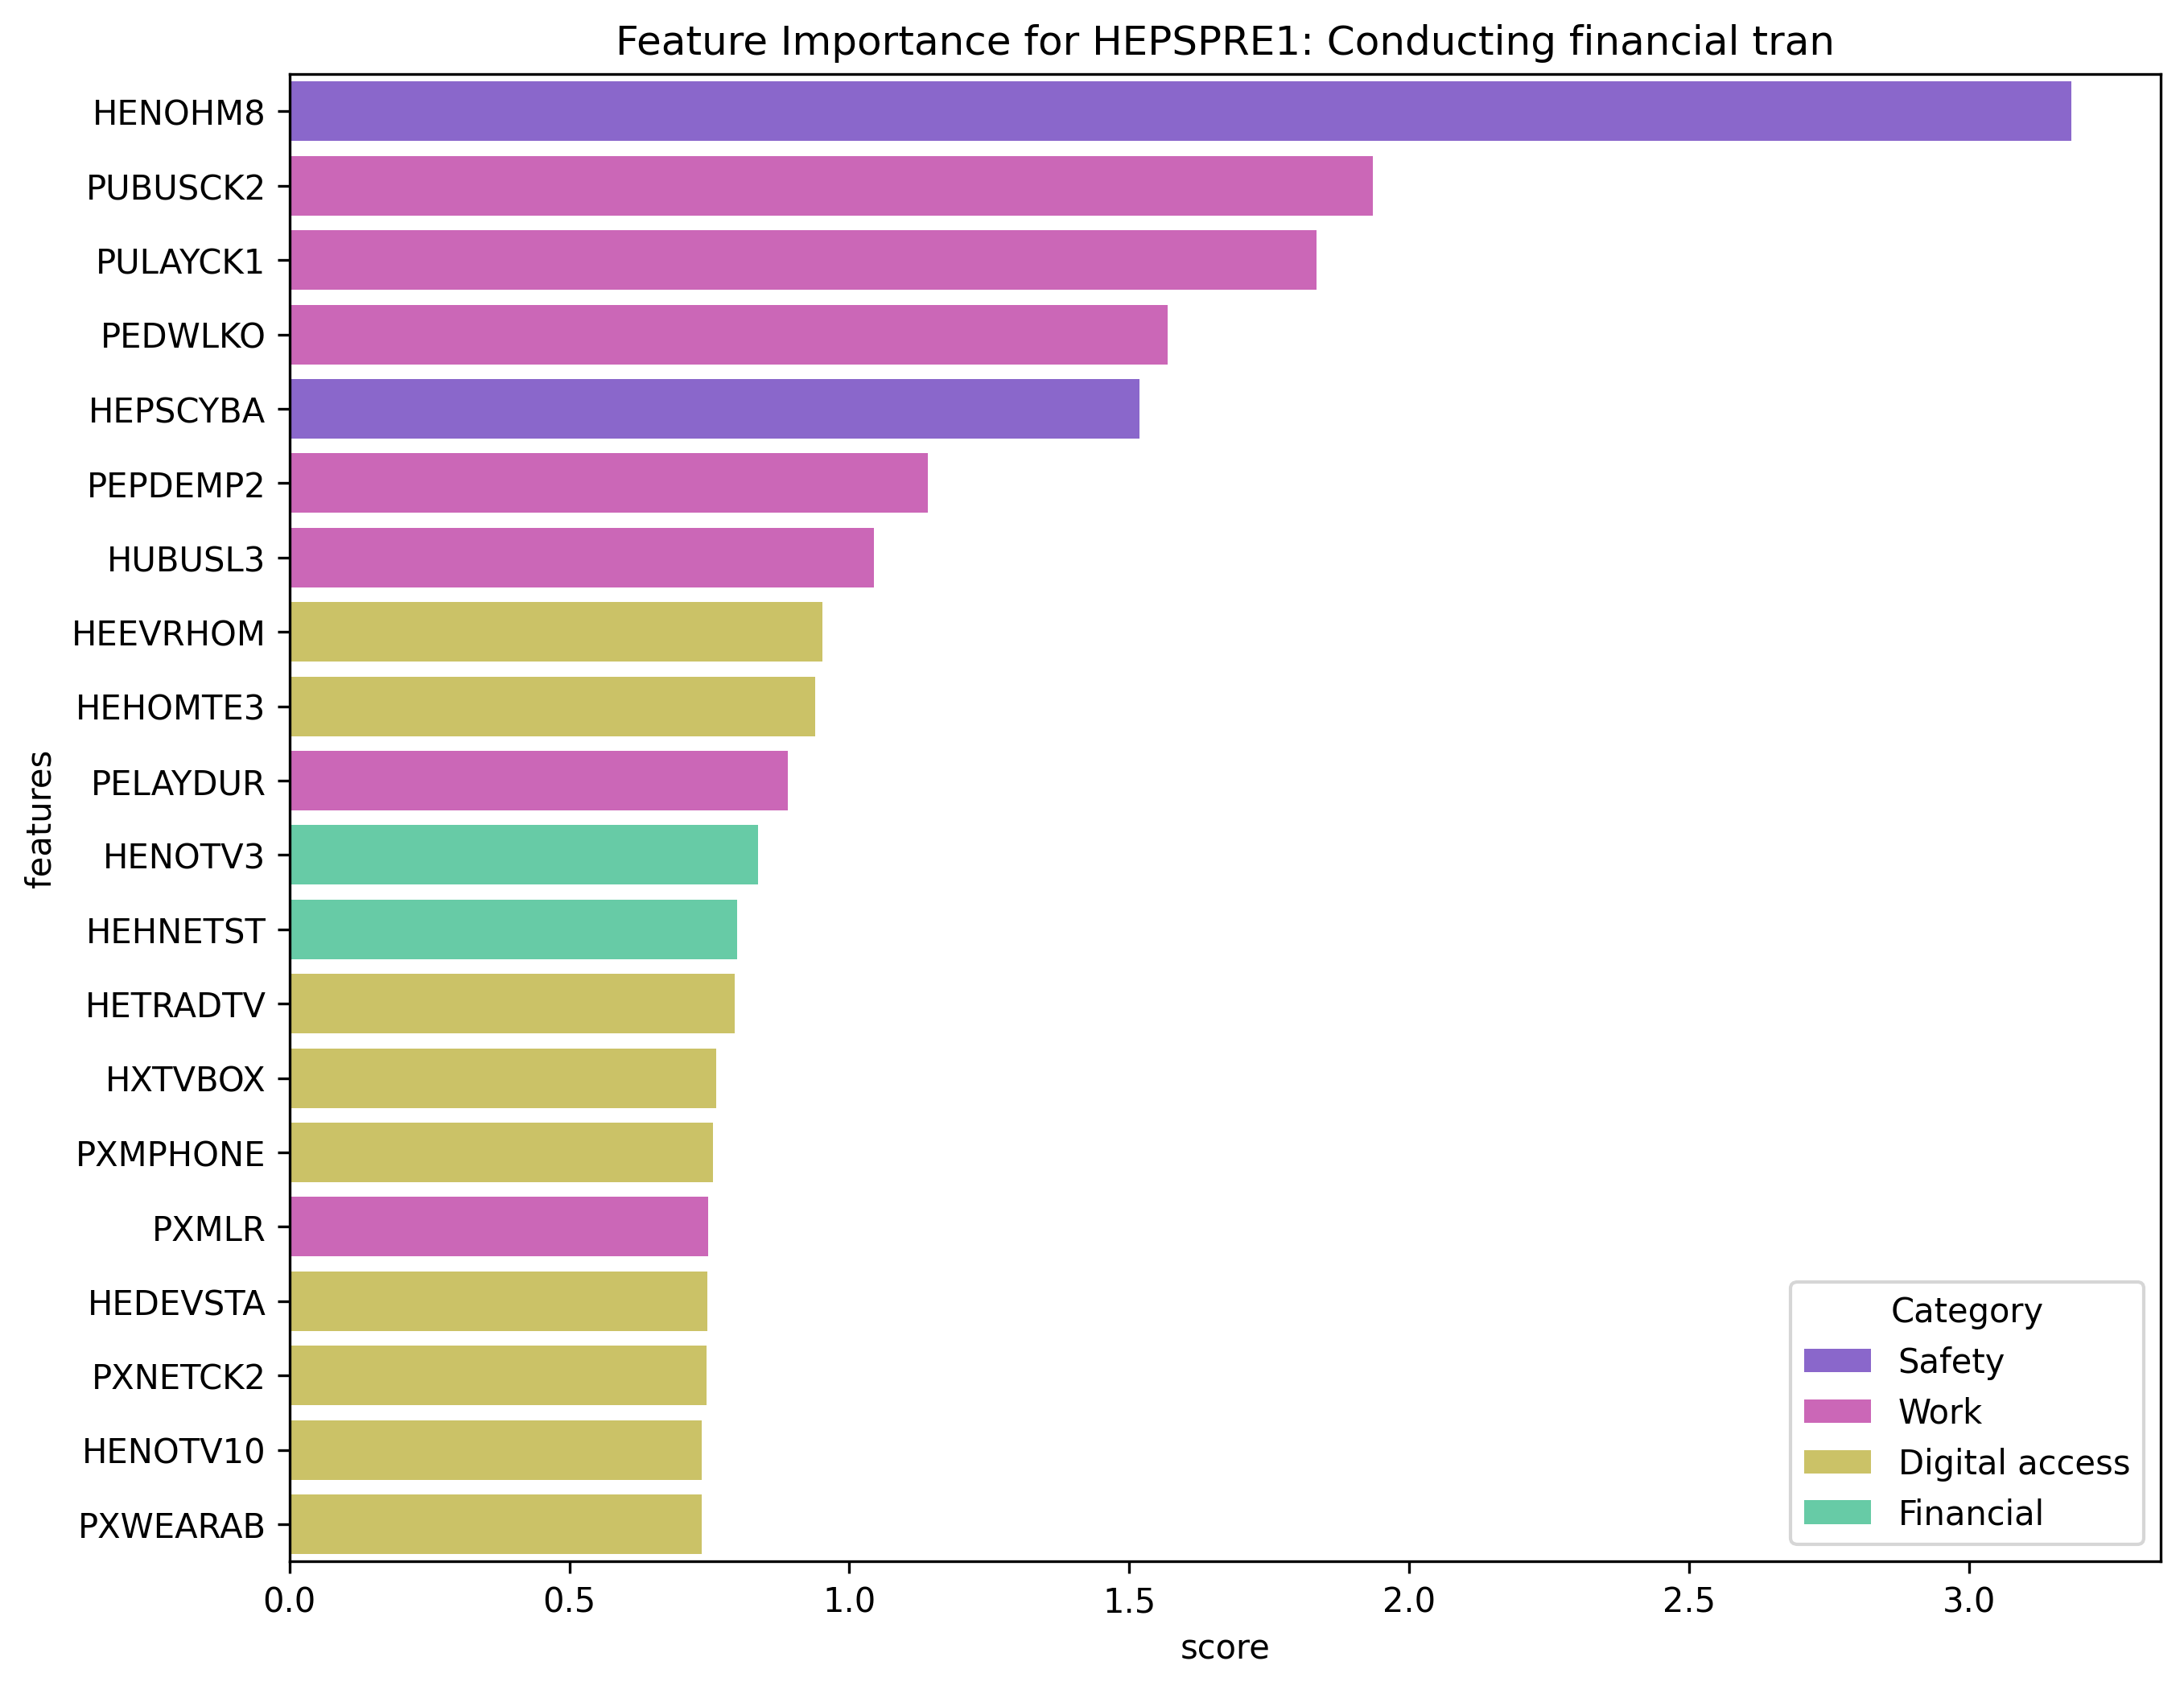 Feature Importance for HEPSPRE1: Conducting financial tran
HENOHM8
PUBUSCK2
PULAYCK1
PEDWLKO
HEPSCYBA
PEPDEMP2
HUBUSL3
HEEVRHOM
HEHOMTE3
PELAYDUR
HENOTV3
HEHNETST
HETRADTV
HXTVBOX
PXMPHONE
PXMLR
HEDEVSTA
PXNETCK2
HENOTV10
PXWEARAB
features
Category
Safety
Work
Digital access
Financial
0.0 0.5 1.0 1.5 2.0 2.5 3.0
score